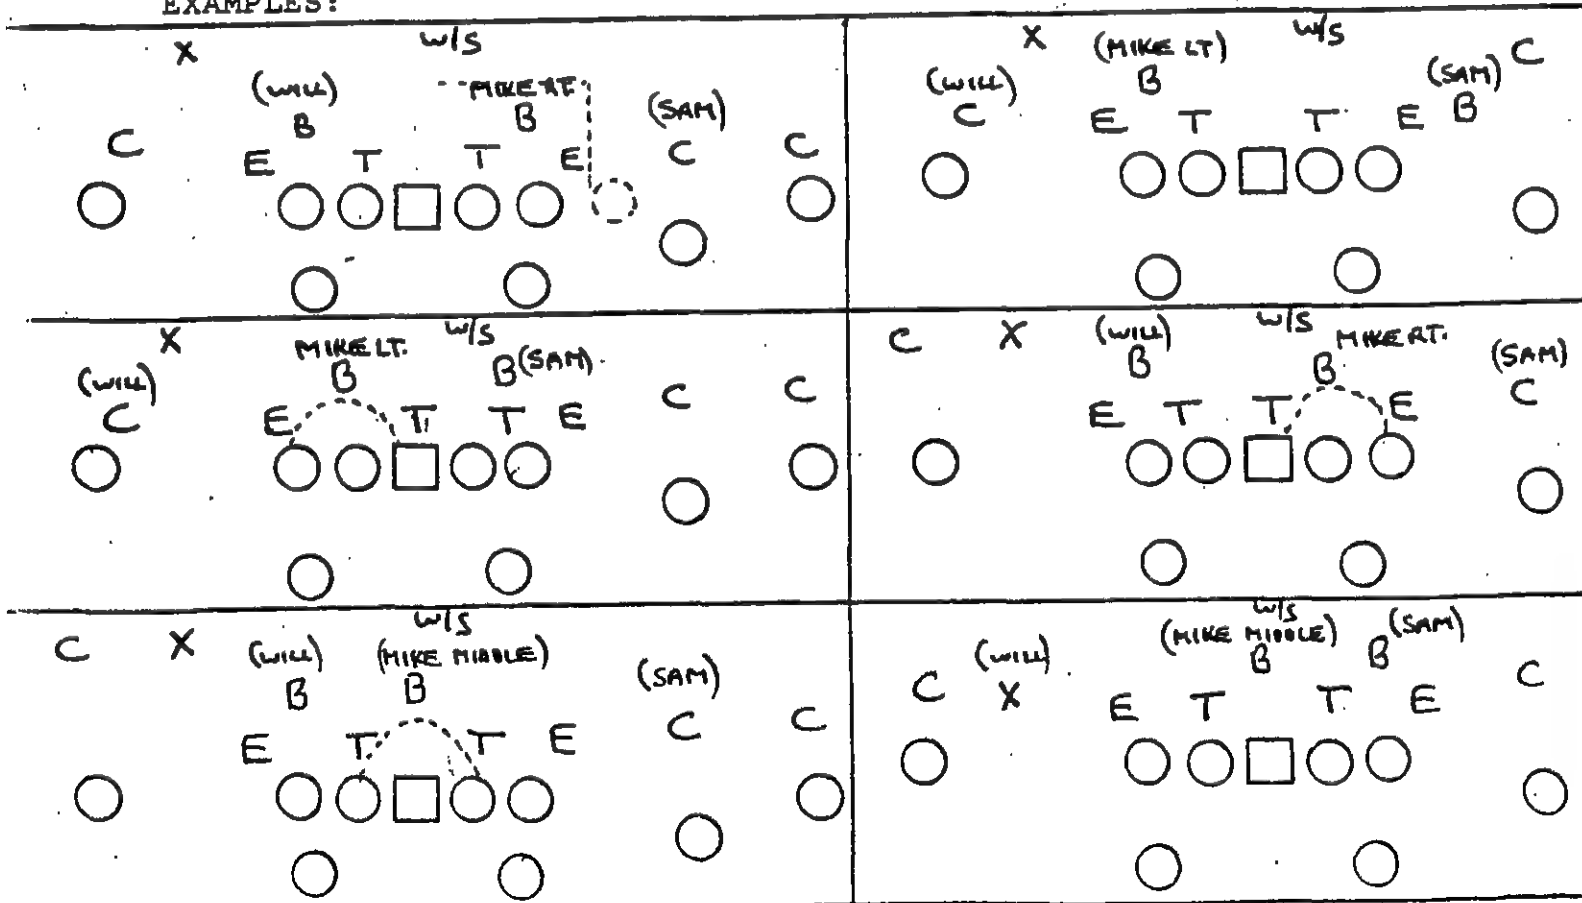 EXAMPLES:
X W/S
(WILL) MIKE RT.
B B (SAM)
C C C
E T T E
X (MIKE LT) W/S C
(WILL) B (SAM)
C E T T E B
X MIKE LT. W/S
(WILL) B B (SAM)
C E T T E C C
C X (WILL) W/S MIKE RT.
B B (SAM)
E T T E C
C X (WILL) W/S (MIKE MIDDLE)
B B (SAM)
E T T E C C
W/S
(WILL) (MIKE MIDDLE) (SAM)
C X B B C
E T T E